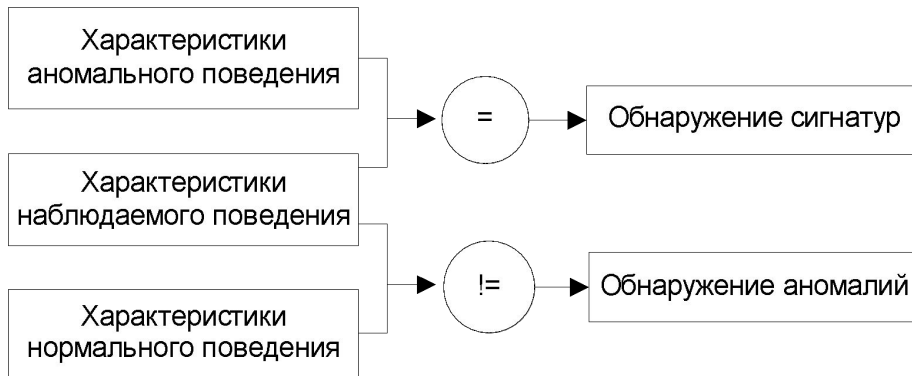 Характеристики
аномального поведения
=
Обнаружение сигнатур
Характеристики
наблюдаемого поведения
!=
Обнаружение аномалий
Характеристики
нормального поведения